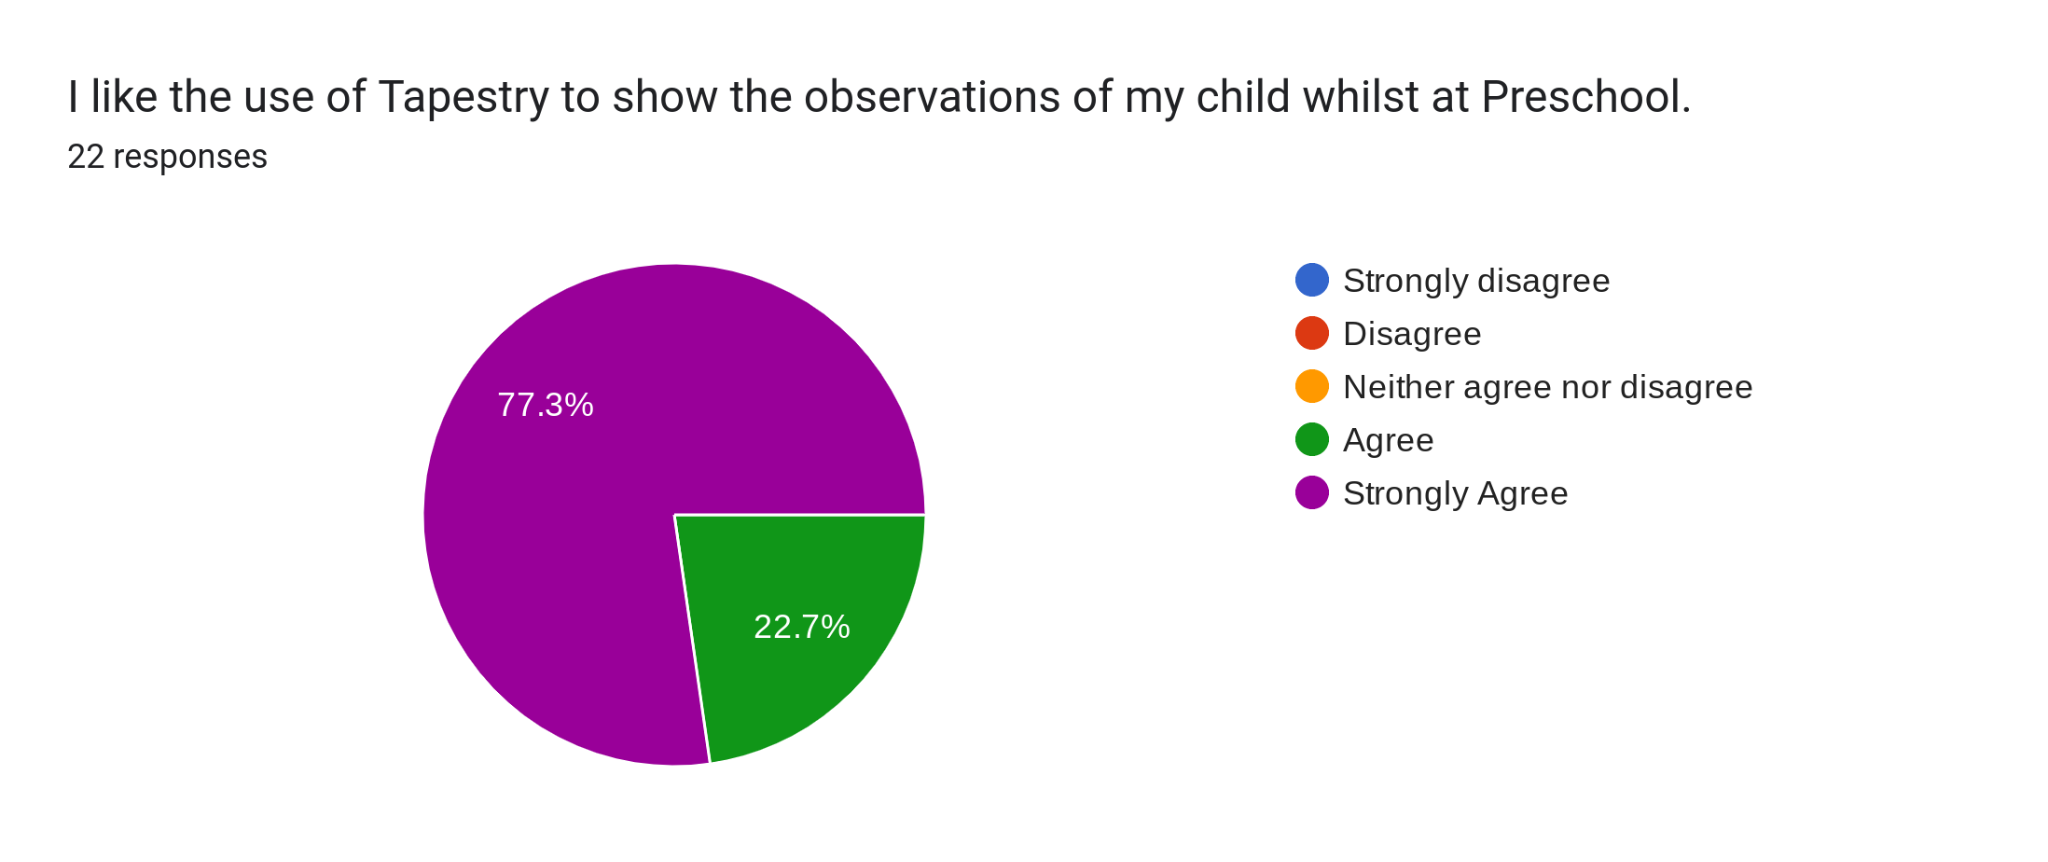 I like the use of Tapestry to show the observations of my child whilst at Preschool.
22 responses
77.3%
22.7%
Strongly disagree
Disagree
Neither agree nor disagree
Agree
Strongly Agree